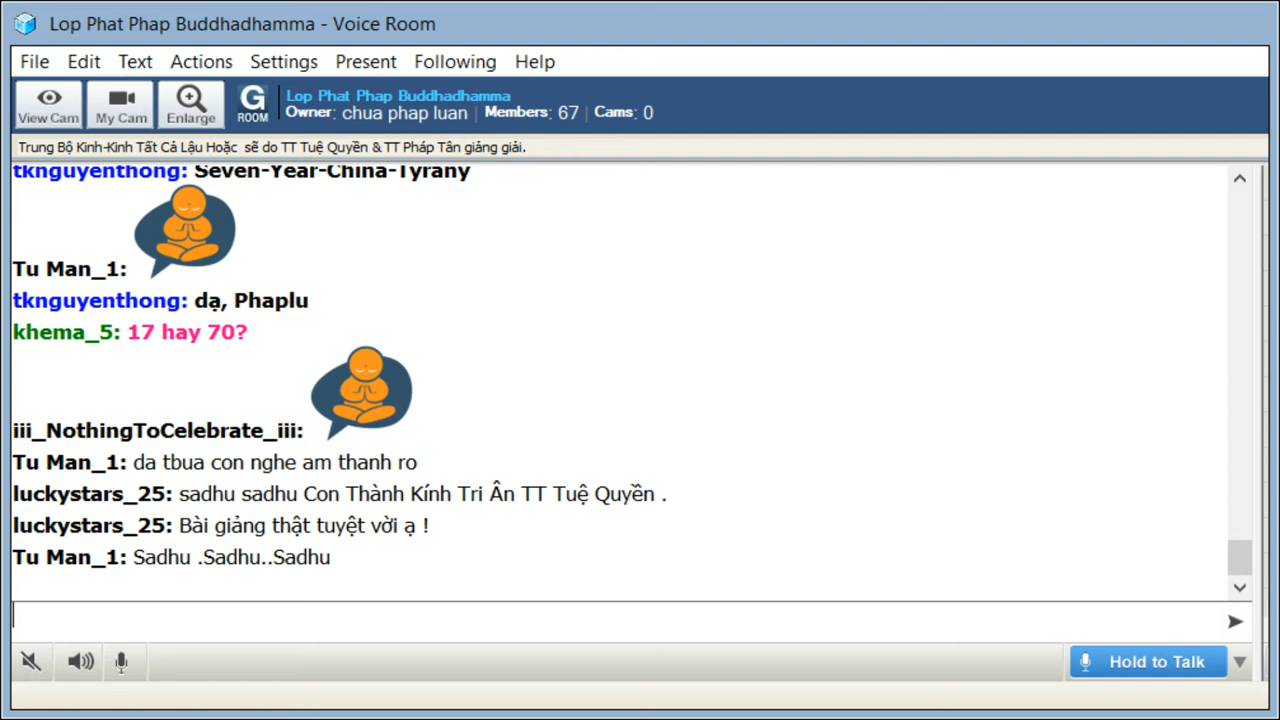 Lop Phat Phap Buddhadhamma - Voice Room
File Edit Text Actions Settings Present Following Help
View Cam My Cam Enlarge G ROOM
Lop Phat Phap Buddhadhamma
Owner: chua phap luan | Members: 67 | Cams: 0
Trung Bộ Kinh-Kinh Tất Cả Lậu Hoặc sẽ do TT Tuệ Quyền & TT Pháp Tân giảng giải.
tknguyenthong: Seven-Year-China-Tyrany
Tu Man_1:
tknguyenthong: dạ, Phaplu
khema_5: 17 hay 70?
iii_NothingToCelebrate_iii:
Tu Man_1: da tbua con nghe am thanh ro
luckystars_25: sadhu sadhu Con Thành Kính Tri Ân TT Tuệ Quyền .
luckystars_25: Bài giảng thật tuyệt vời ạ !
Tu Man_1: Sadhu .Sadhu..Sadhu
Hold to Talk